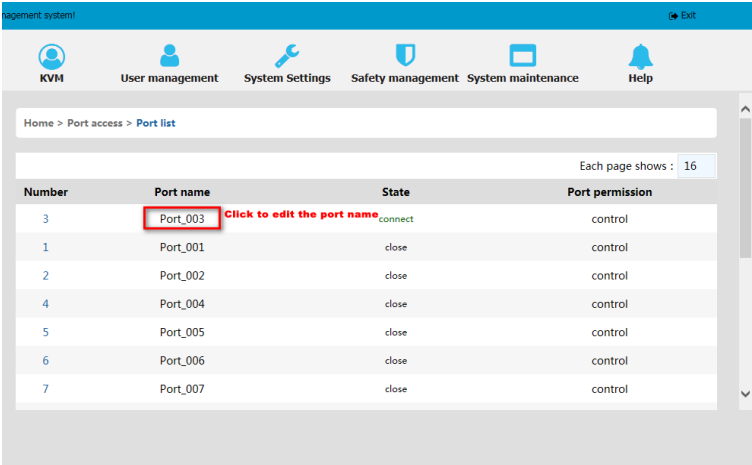 nagement system!
Exit
KVM User management System Settings Safety management System maintenance Help
Home > Port access > Port list
Each page shows : 16
Number Port name State Port permission
3 Port_003 Click to edit the port name connect control
1 Port_001 close control
2 Port_002 close control
4 Port_004 close control
5 Port_005 close control
6 Port_006 close control
7 Port_007 close control